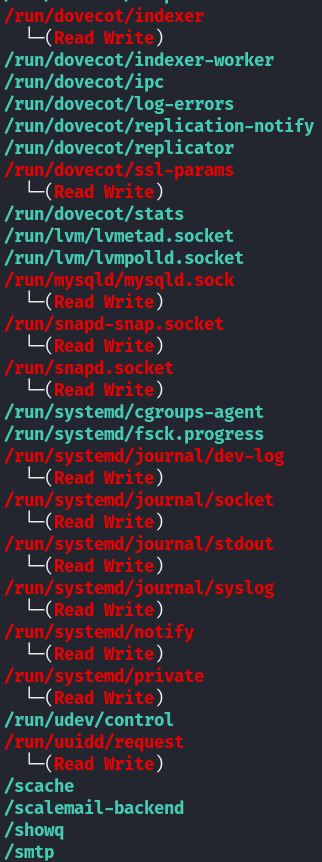 /run/dovecot/indexer
└─(Read Write)
/run/dovecot/indexer-worker
/run/dovecot/ipc
/run/dovecot/log-errors
/run/dovecot/replication-notify
/run/dovecot/replicator
/run/dovecot/ssl-params
└─(Read Write)
/run/dovecot/stats
/run/lvm/lvmetad.socket
/run/lvm/lvmpolld.socket
/run/mysqld/mysqld.sock
└─(Read Write)
/run/snapd-snap.socket
└─(Read Write)
/run/snapd.socket
└─(Read Write)
/run/systemd/cgroups-agent
/run/systemd/fsck.progress
/run/systemd/journal/dev-log
└─(Read Write)
/run/systemd/journal/socket
└─(Read Write)
/run/systemd/journal/stdout
└─(Read Write)
/run/systemd/journal/syslog
└─(Read Write)
/run/systemd/notify
└─(Read Write)
/run/systemd/private
└─(Read Write)
/run/udev/control
/run/uuidd/request
└─(Read Write)
/scache
/scalemail-backend
/showq
/smtp